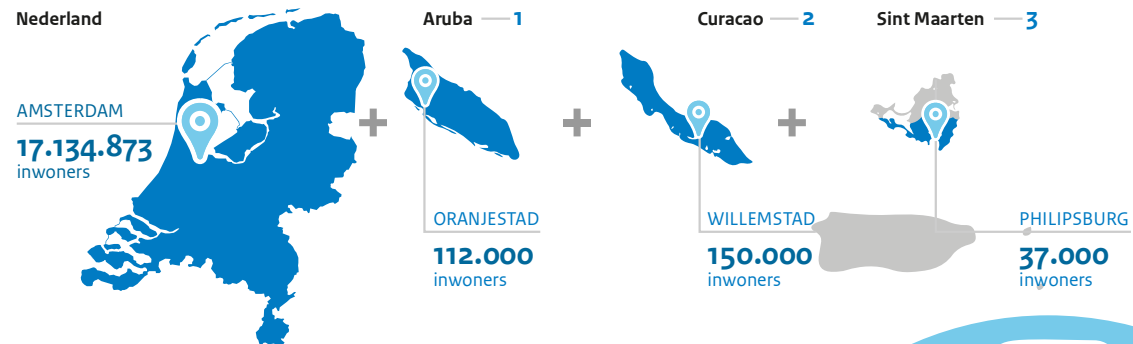 Nederland
AMSTERDAM
17.134.873
inwoners
Aruba 1
ORANJESTAD
112.000
inwoners
Curacao 2
WILLEMSTAD
150.000
inwoners
Sint Maarten 3
PHILIPSBURG
37.000
inwoners